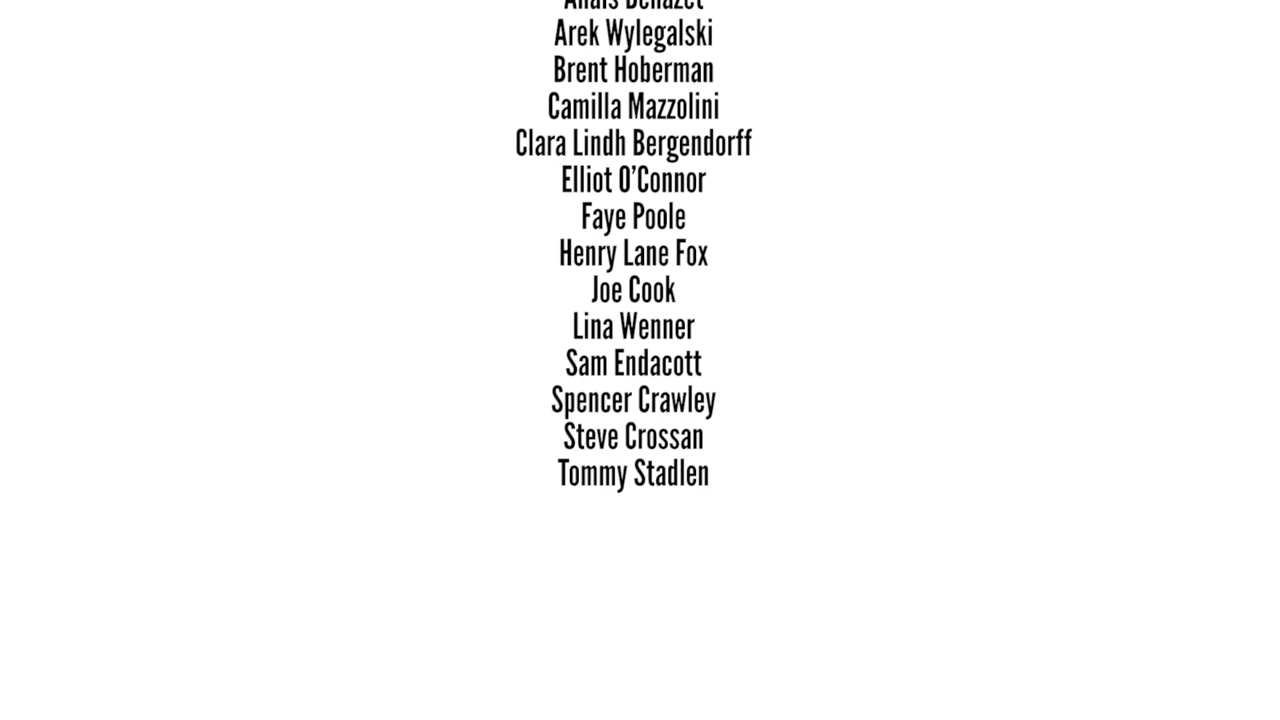 Arek Wylegalski
Brent Hoberman
Camilla Mazzolini
Clara Lindh Bergendorff
Elliot O’Connor
Faye Poole
Henry Lane Fox
Joe Cook
Lina Wenner
Sam Endacott
Spencer Crawley
Steve Crossan
Tommy Stadlen